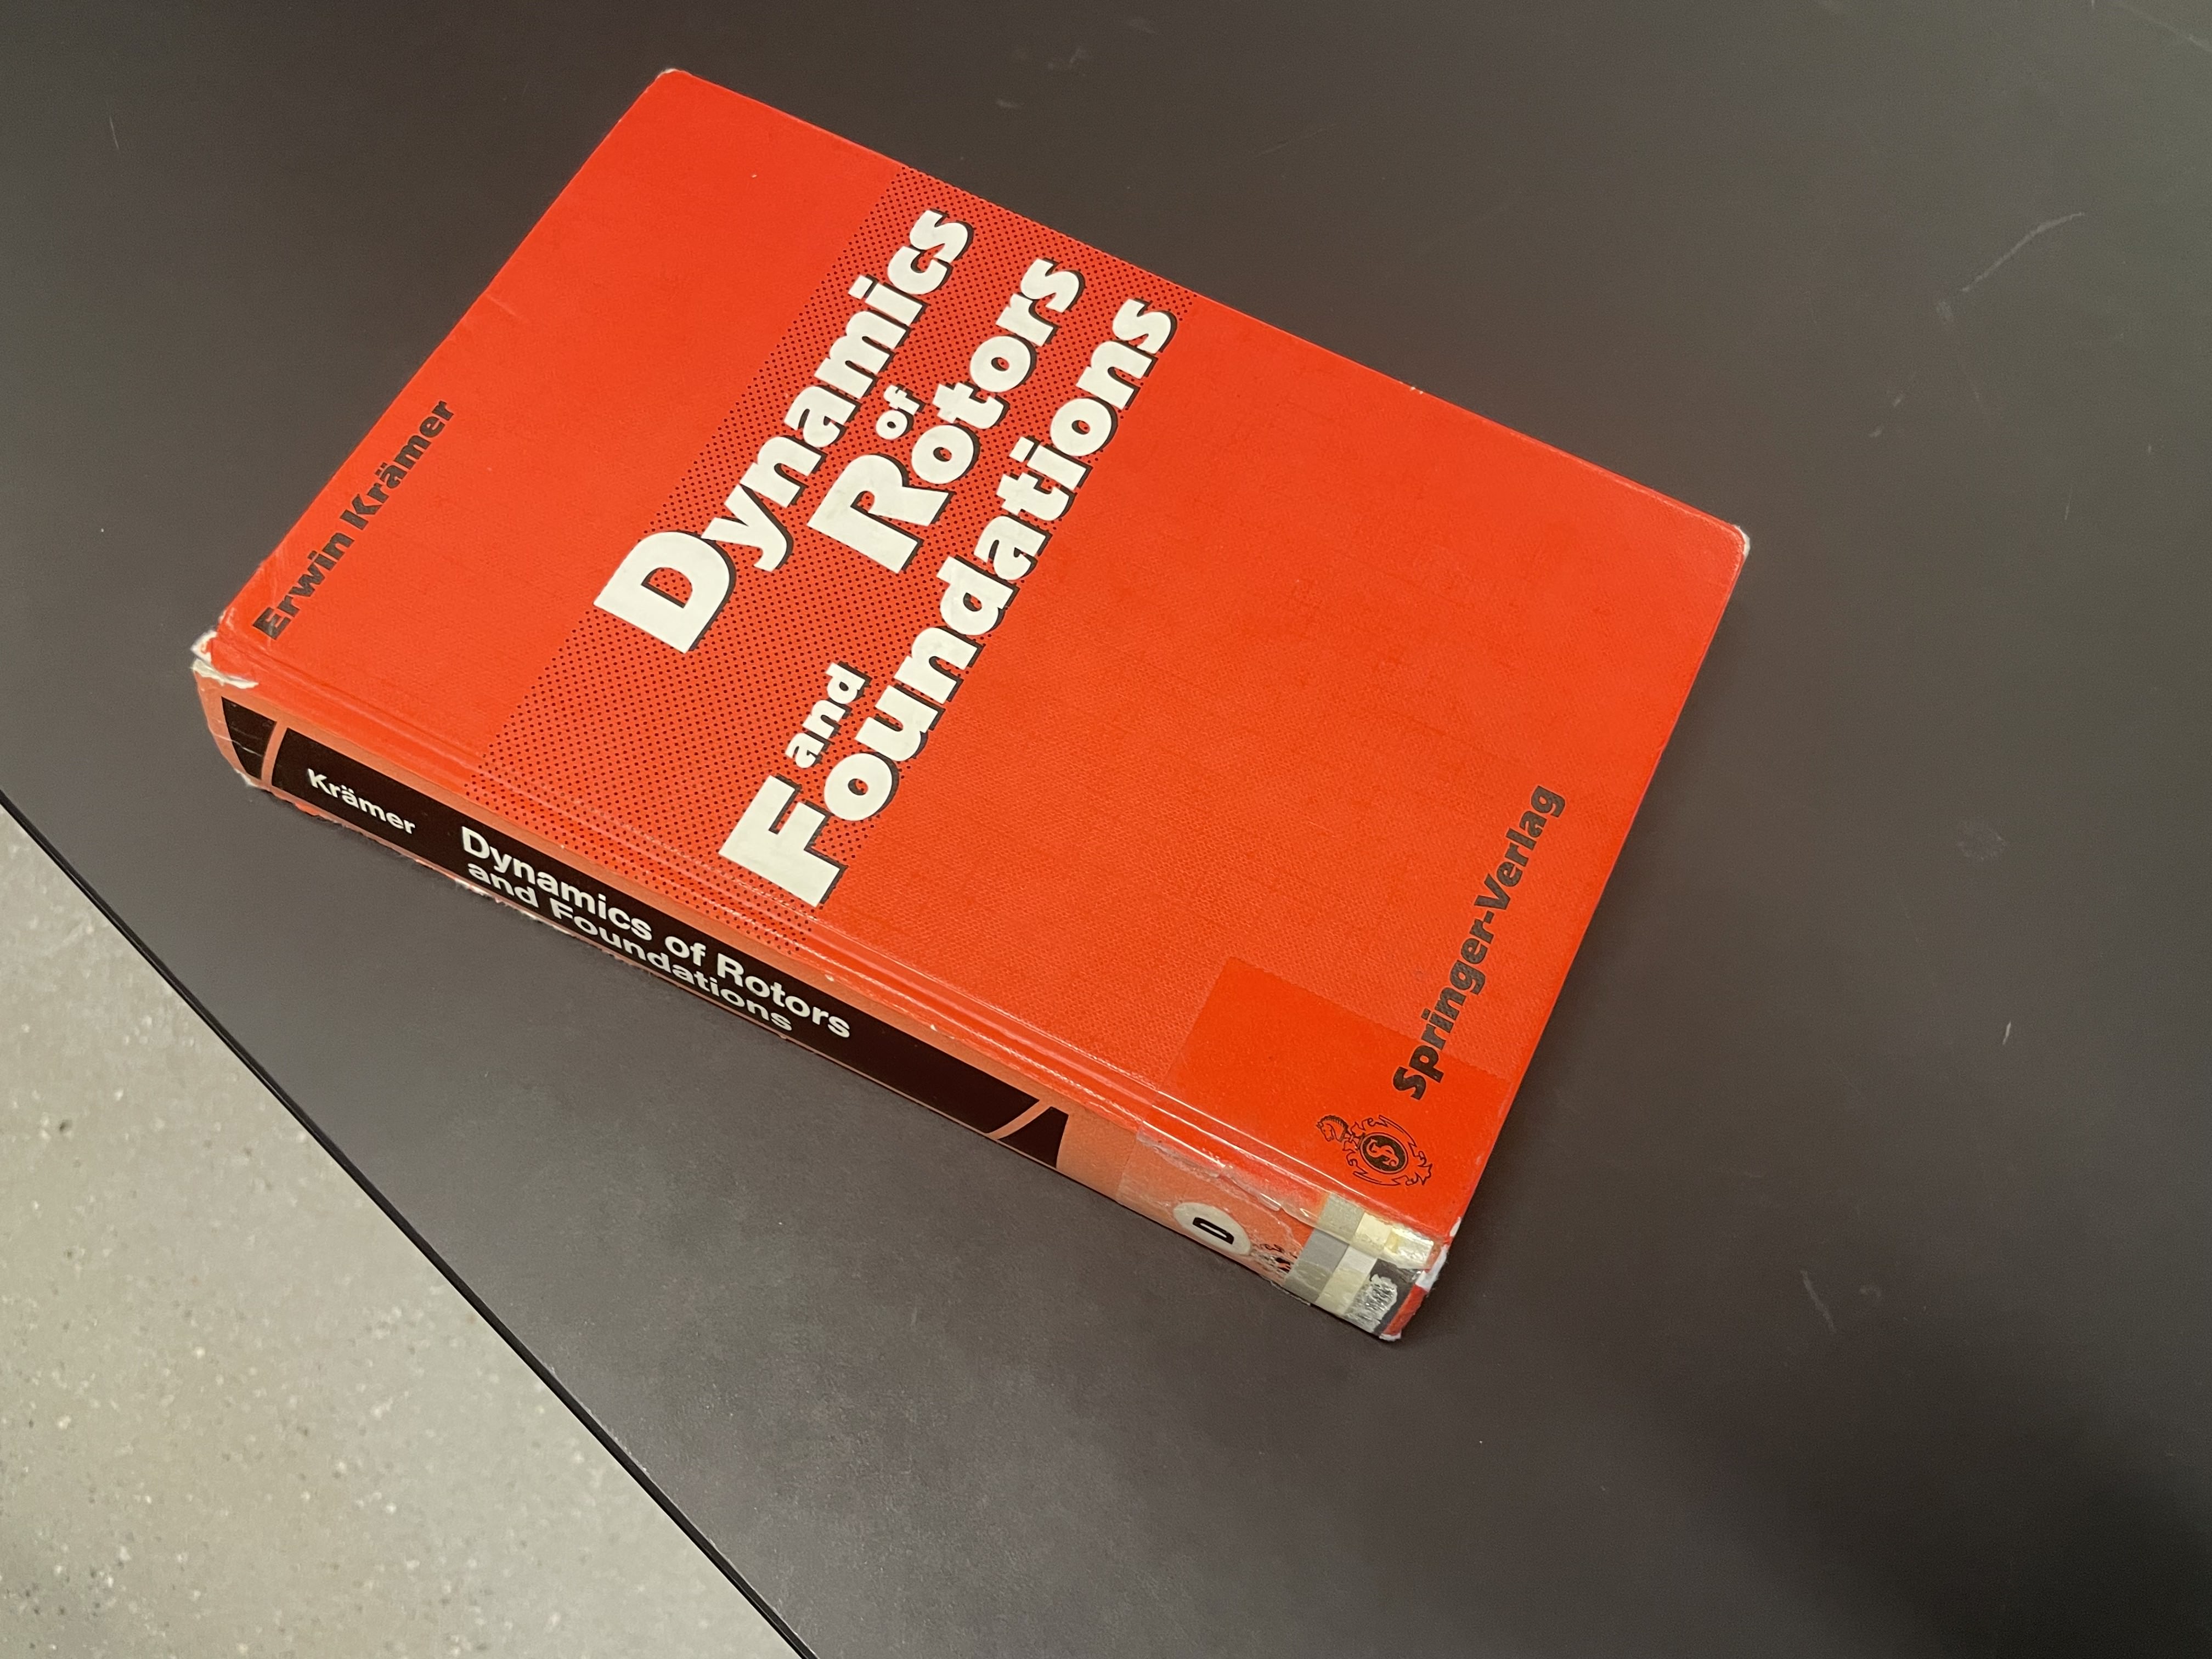 Erwin Krämer
Dynamics
of
Rotors
and
Foundations
Springer-Verlag
Krämer
Dynamics of Rotors
and Foundations